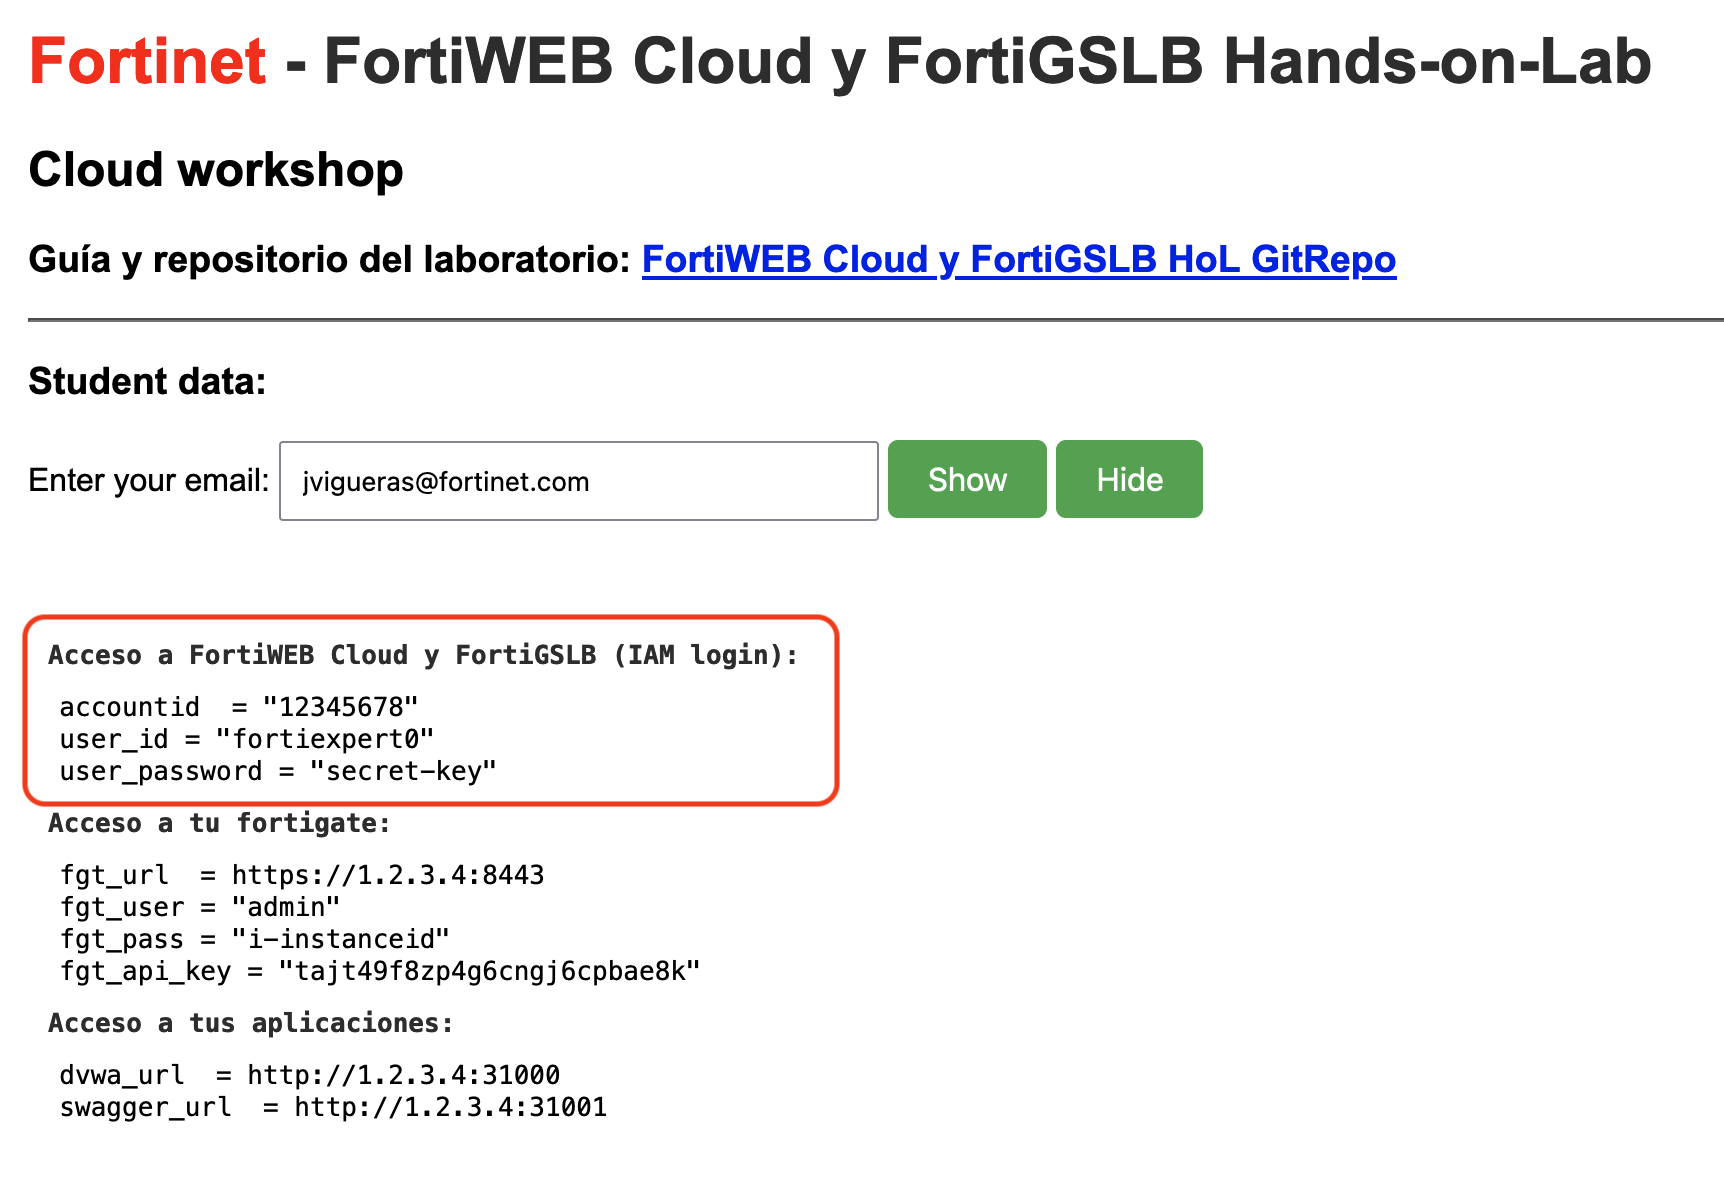 Fortinet - FortiWEB Cloud y FortiGSLB Hands-on-Lab
Cloud workshop
Guía y repositorio del laboratorio: FortiWEB Cloud y FortiGSLB HoL GitRepo
Student data:
Enter your email: jvigueras@fortinet.com Show Hide
Acceso a FortiWEB Cloud y FortiGSLB (IAM login):
accountid  = "12345678"
user_id = "fortiexpert0"
user_password = "secret-key"
Acceso a tu fortigate:
fgt_url  = https://1.2.3.4:8443
fgt_user = "admin"
fgt_pass = "i-instanceid"
fgt_api_key = "tajt49f8zp4g6cngj6cpbae8k"
Acceso a tus aplicaciones:
dvwa_url  = http://1.2.3.4:31000
swagger_url  = http://1.2.3.4:31001